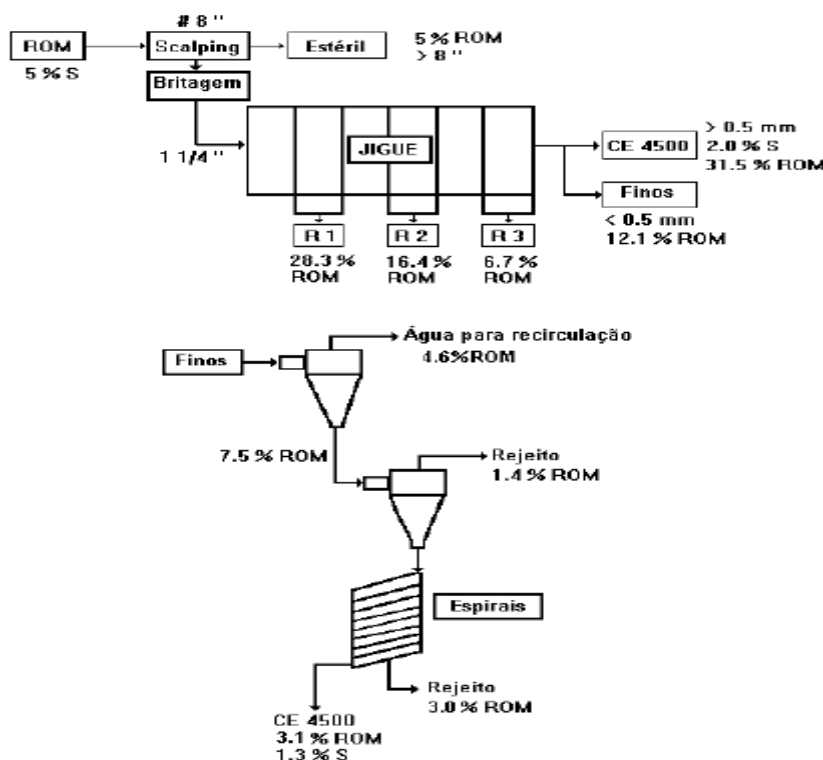 # 8 "
ROM
Scalping
Estéril
5 % ROM
> 8 "
5 % S
Britagem
1 1/4 "
JIGUE
CE 4500
> 0.5 mm
2.0 % S
31.5 % ROM
Finos
< 0.5 mm
12.1 % ROM
R 1
R 2
R 3
28.3 %
ROM
16.4 %
ROM
6.7 %
ROM
Finos
Água para recirculação
4.6%ROM
7.5 % ROM
Rejeito
1.4 % ROM
Espirais
Rejeito
3.0 % ROM
CE 4500
3.1 % ROM
1.3 % S